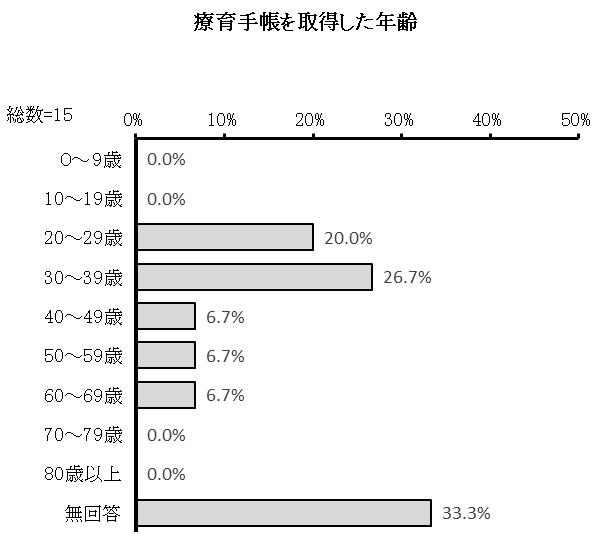 療育手帳を取得した年齢
総数=15
0% 10% 20% 30% 40% 50%
0～9歳 0.0%
10～19歳 0.0%
20～29歳 20.0%
30～39歳 26.7%
40～49歳 6.7%
50～59歳 6.7%
60～69歳 6.7%
70～79歳 0.0%
80歳以上 0.0%
無回答 33.3%